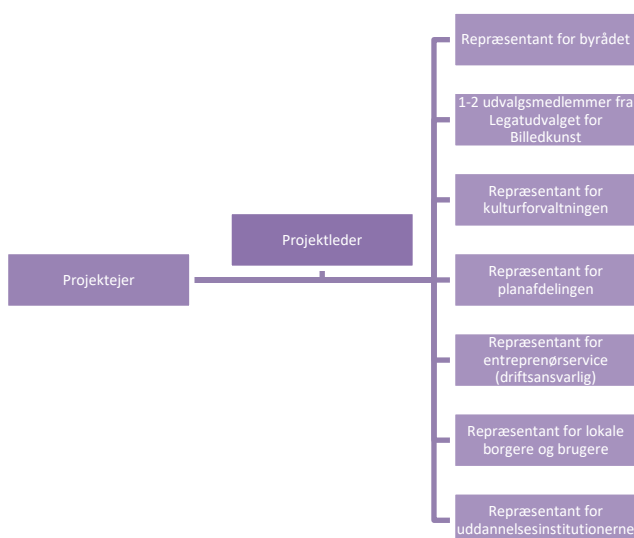 Projektejer
Projektleder
Repræsentant for byrådet
1-2 udvalgsmedlemmer fra
Legatudvalget for
Billedkunst
Repræsentant for
kulturforvaltningen
Repræsentant for
planafdelingen
Repræsentant for
entreprenørservice
(driftsansvarlig)
Repræsentant for lokale
borgere og brugere
Repræsentant for
uddannelsesinstitutionerne